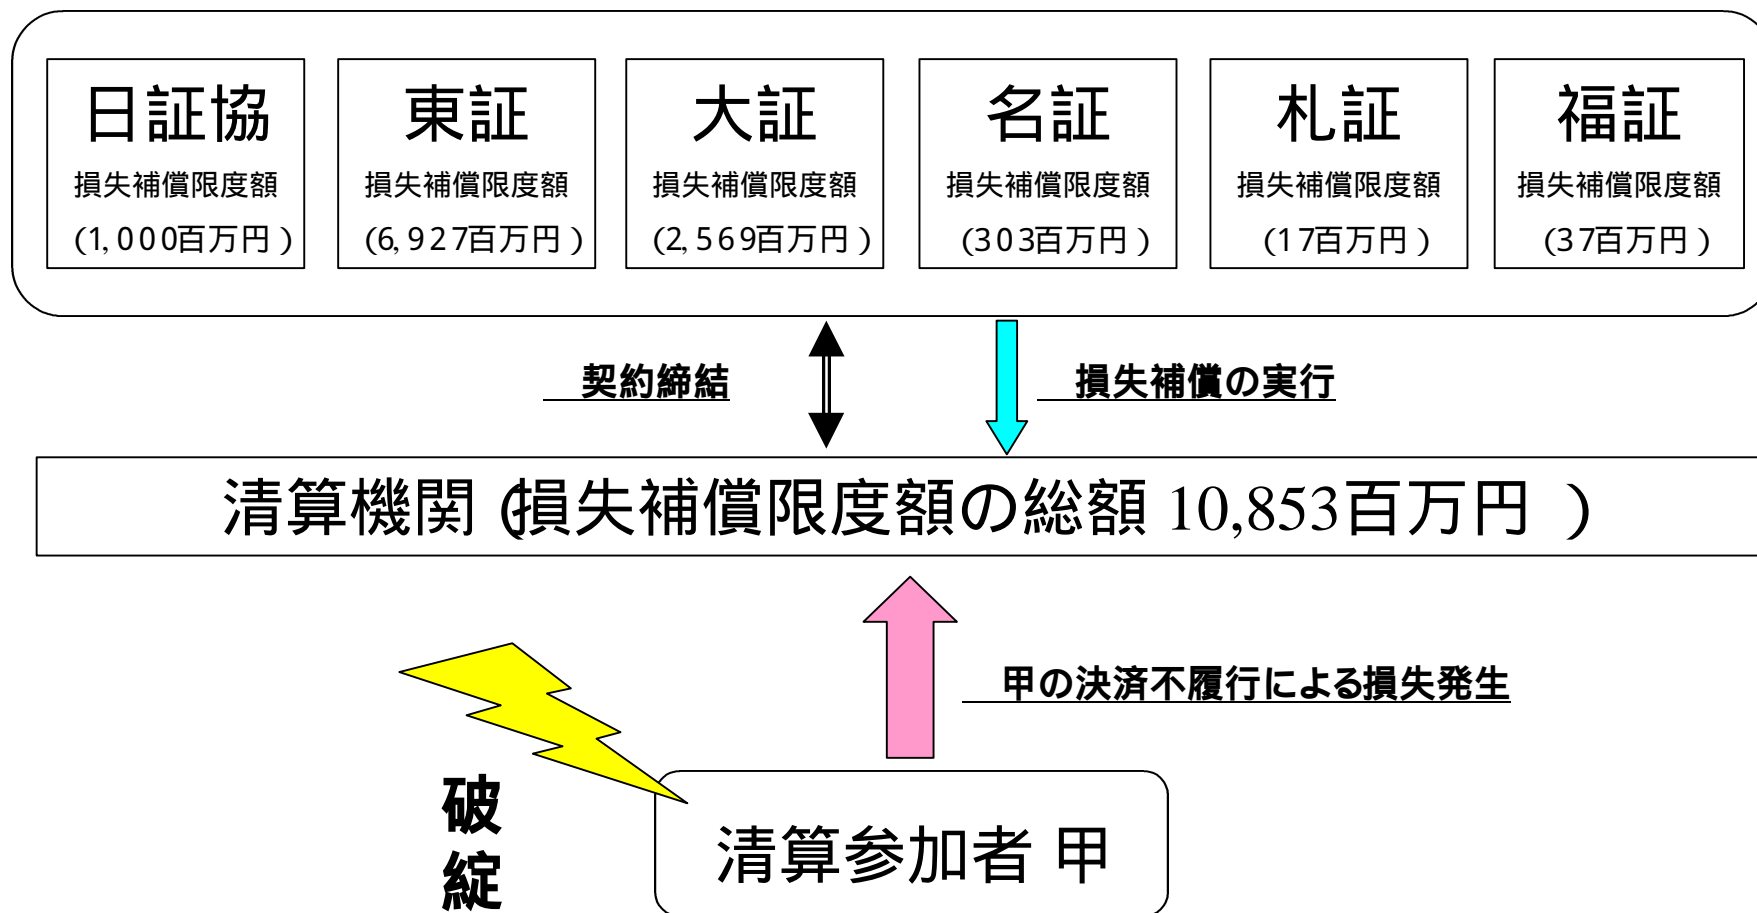 日証協
損失補償限度額
(1,000百万円)
東証
損失補償限度額
(6,927百万円)
大証
損失補償限度額
(2,569百万円)
名証
損失補償限度額
(303百万円)
札証
損失補償限度額
(17百万円)
福証
損失補償限度額
(37百万円)
契約締結
損失補償の実行
清算機関(損失補償限度額の総額 10,853百万円 )
甲の決済不履行による損失発生
破
綻
清算参加者 甲